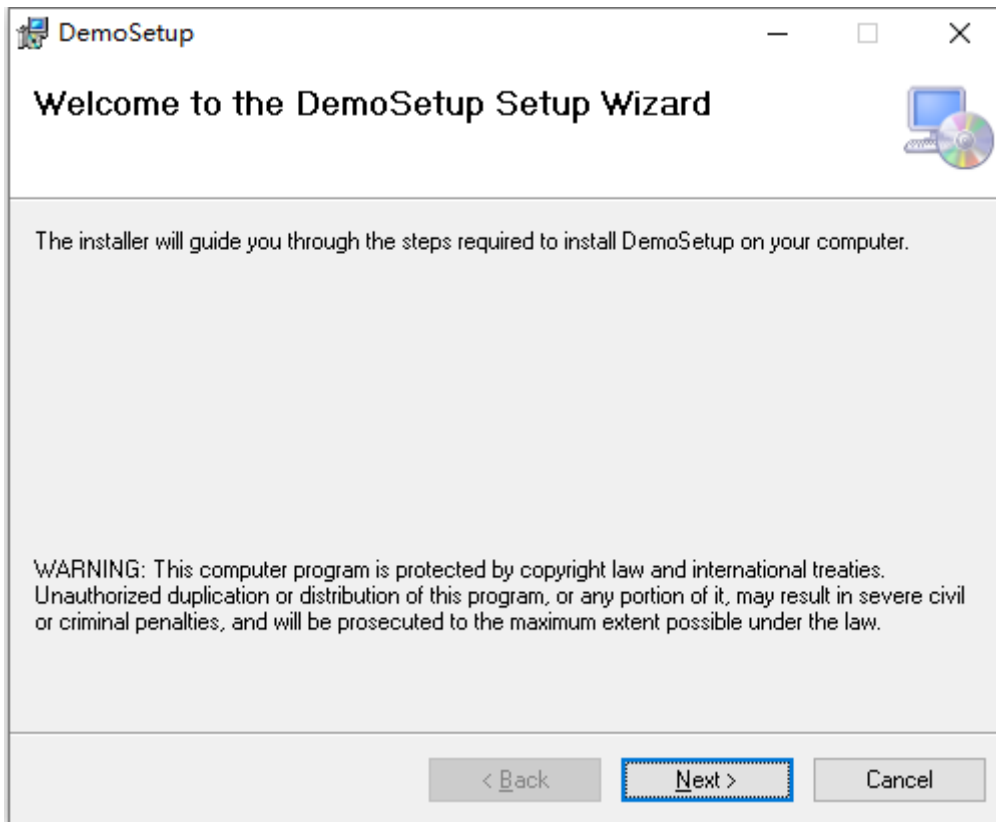 DemoSetup
Welcome to the DemoSetup Setup Wizard
The installer will guide you through the steps required to install DemoSetup on your computer.
WARNING: This computer program is protected by copyright law and international treaties.
Unauthorized duplication or distribution of this program, or any portion of it, may result in severe civil
or criminal penalties, and will be prosecuted to the maximum extent possible under the law.
< Back Next > Cancel